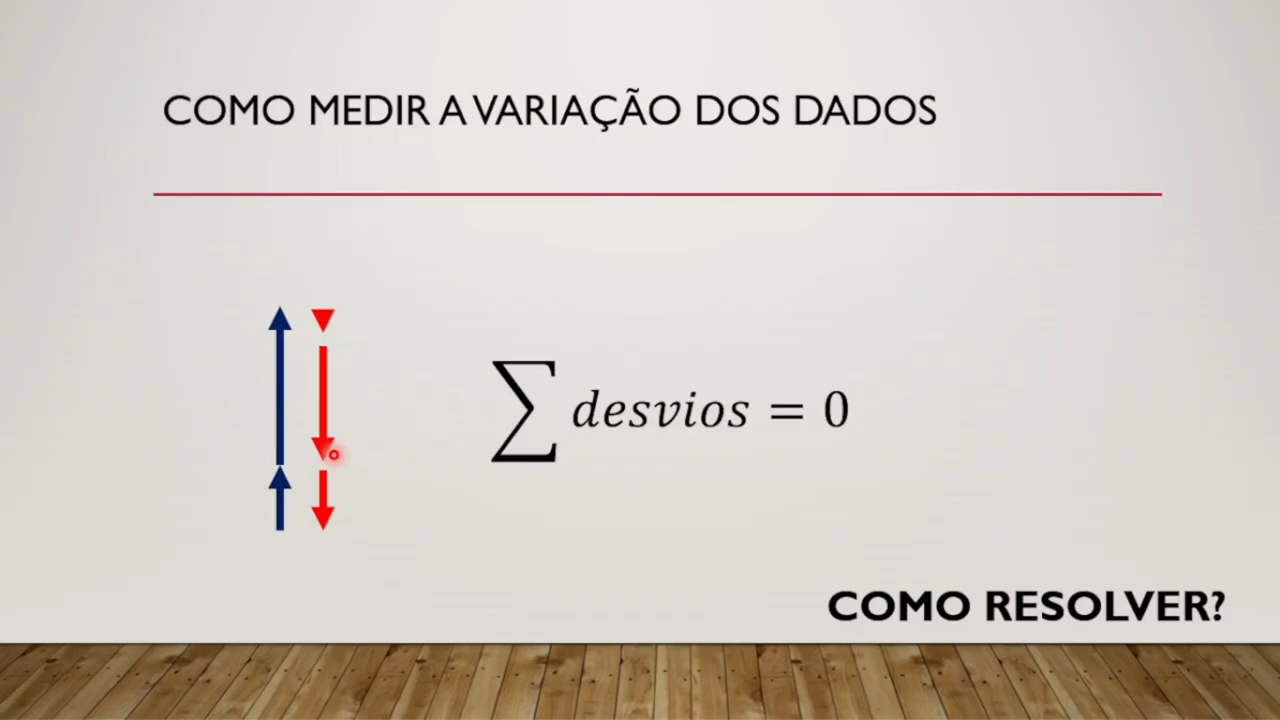 COMO MEDIR A VARIAÇÃO DOS DADOS
∑ desvios = 0
COMO RESOLVER?